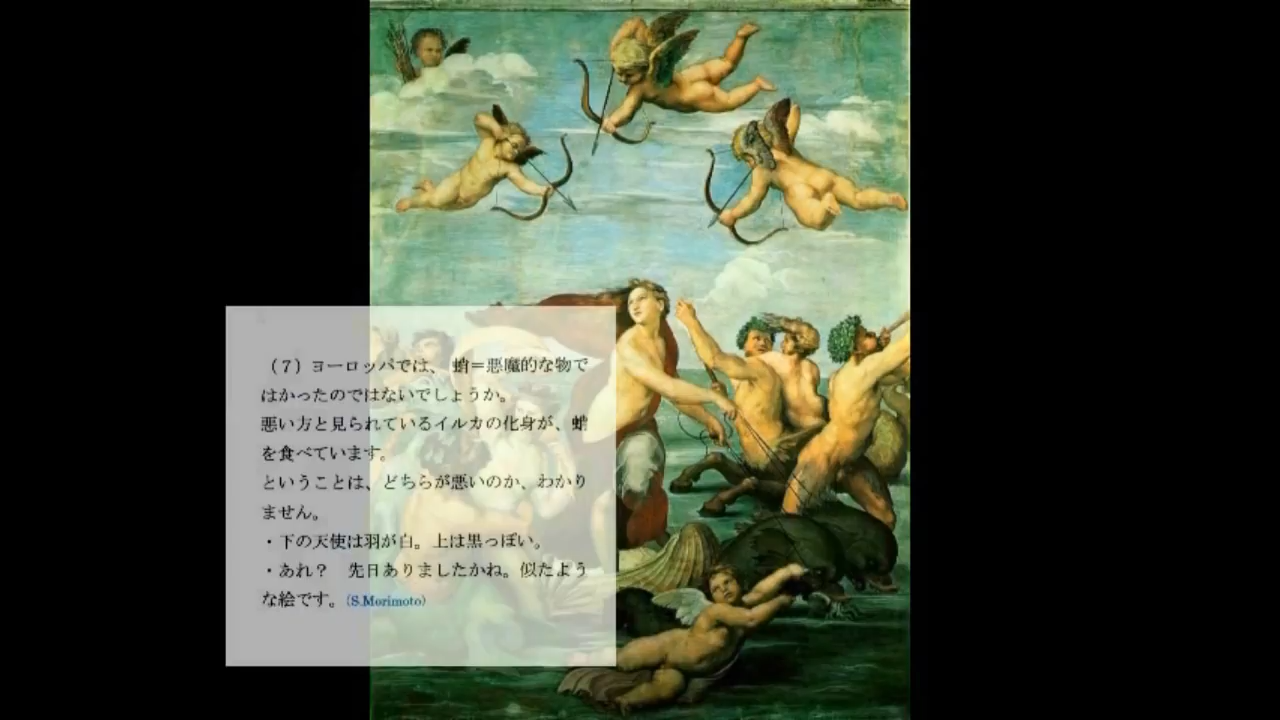 （7）ヨーロッパでは、 蛸＝悪魔的な物で
はかったのではないでしょうか。
悪い方と見られているイルカの化身が、蛸
を食べています。
ということは、どちらが悪いのか、わかり
ません。
・下の天使は羽が白。上は黒っぽい。
・あれ？　先日ありましたかね。似たよう
な絵です。(S.Morimoto)